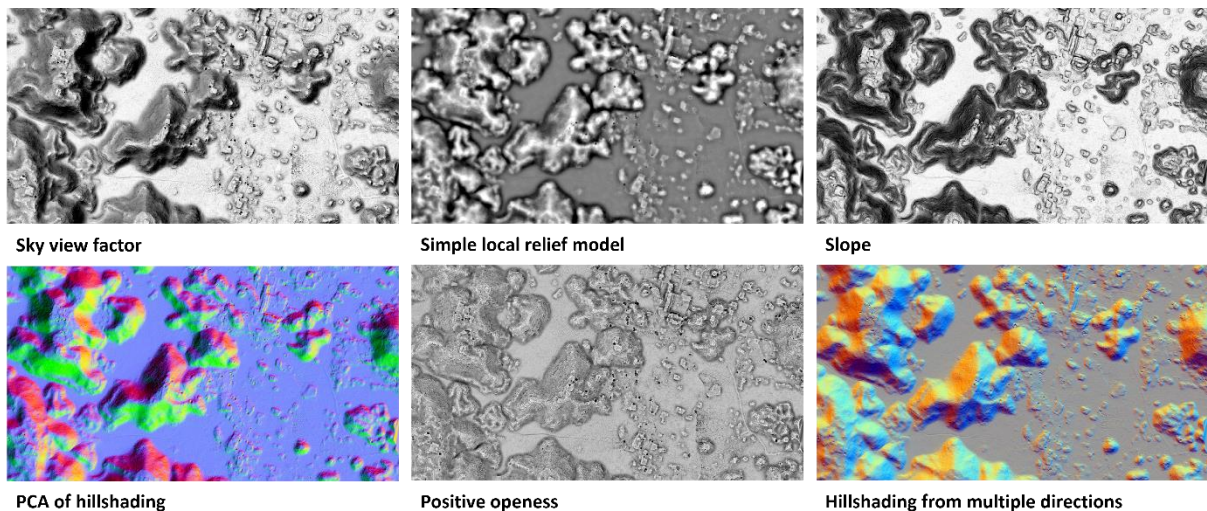 Sky view factor
Simple local relief model
Slope
PCA of hillshading
Positive openess
Hillshading from multiple directions